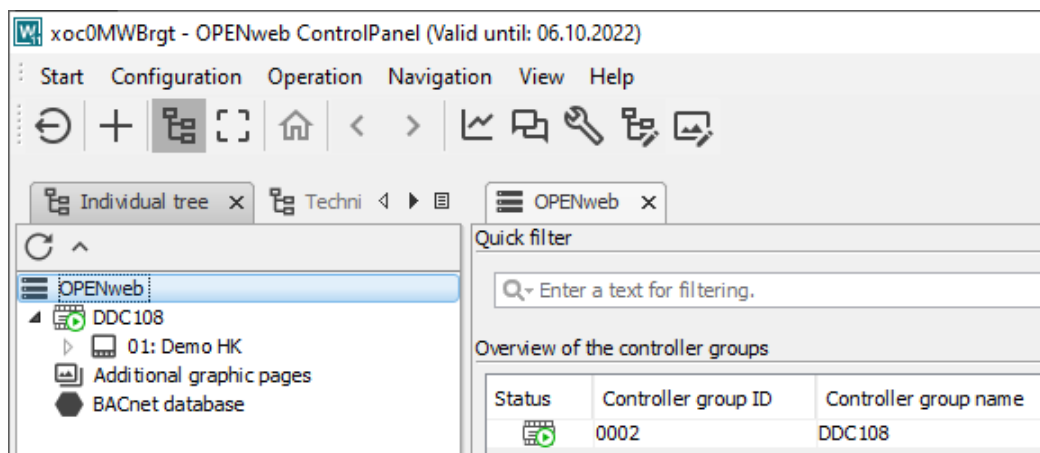 xoc0MWBrgt - OPENweb ControlPanel (Valid until: 06.10.2022)
Start Configuration Operation Navigation View Help
Individual tree Techni OPENweb
Quick filter
OPENweb
Enter a text for filtering.
DDC108
01: Demo HK
Overview of the controller groups
Additional graphic pages
BACnet database
Status Controller group ID Controller group name
0002 DDC108